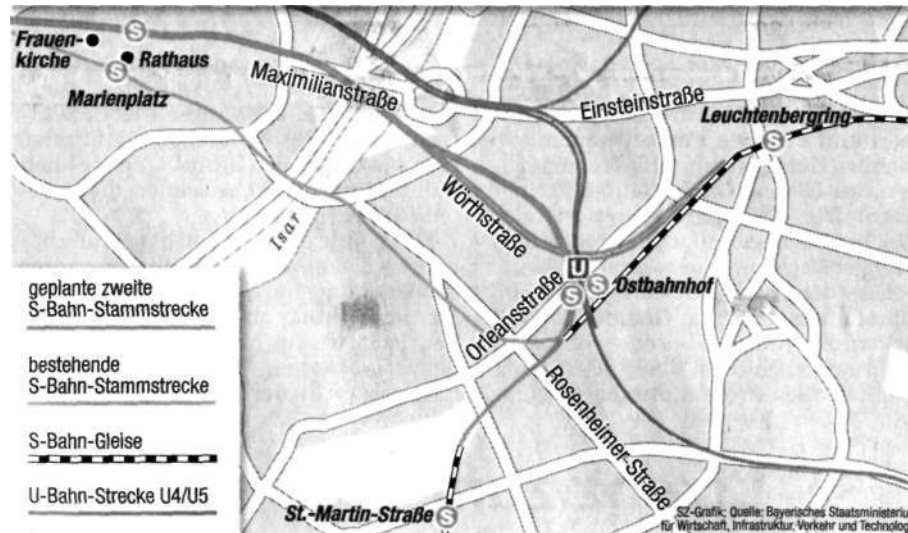 Frauen-
kirche
S
Rathaus
S
Marienplatz
Maximilianstraße
Einsteinstraße
Leuchtenbergring
S
Isar
Wörthstraße
U
S
S
Ostbahnhof
Orleansstraße
Rosenheimer Straße
St.-Martin-Straße
S
geplante zweite
S-Bahn-Stammstrecke
bestehende
S-Bahn-Stammstrecke
S-Bahn-Gleise
U-Bahn-Strecke U4/U5
SZ-Grafik; Quelle: Bayerisches Staatsministeriu
für Wirtschaft, Infrastruktur, Verkehr und Technolog